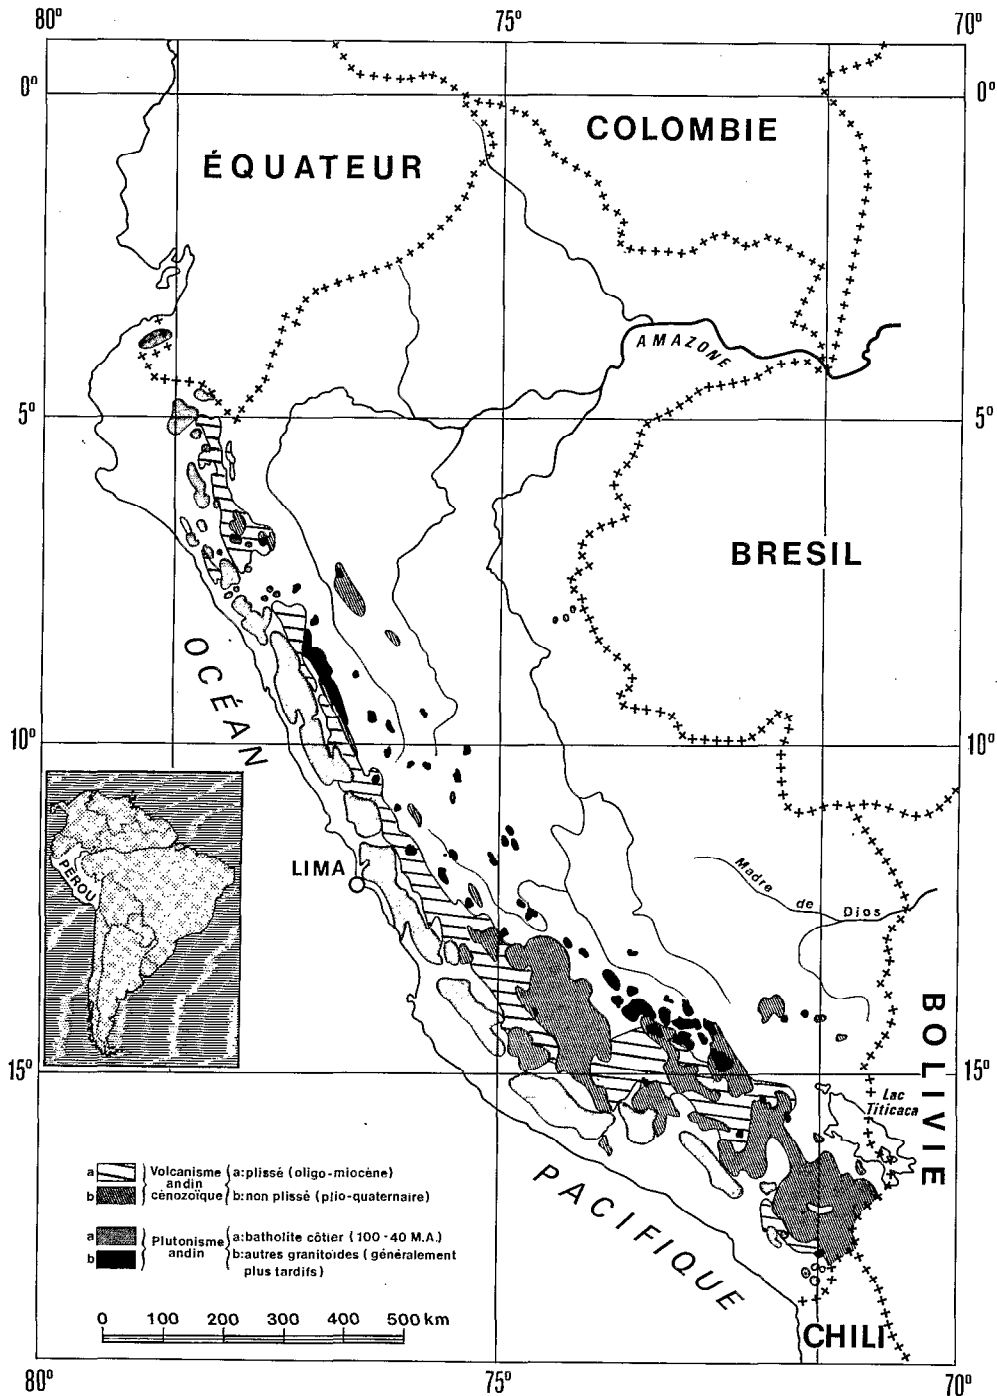 80° 75° 70°
0° 0°
COLOMBIE
ÉQUATEUR
AMAZONE
5° 5°
BRESIL
OCÉAN
10° 10°
PÉROU
LIMA
Madre de Dios
BOLIVIE
15° 15°
Lac
Titicaca
PACIFIQUE
a Volcanisme a: plissé (oligo-miocène)
andin
b cénozoïque b: non plissé (plio-quaternaire)
a Plutonisme a: batholite côtier (100-40 M.A.)
b andin b: autres granitoïdes (généralement
plus tardifs)
0 100 200 300 400 500 km
CHILI
80° 75° 70°